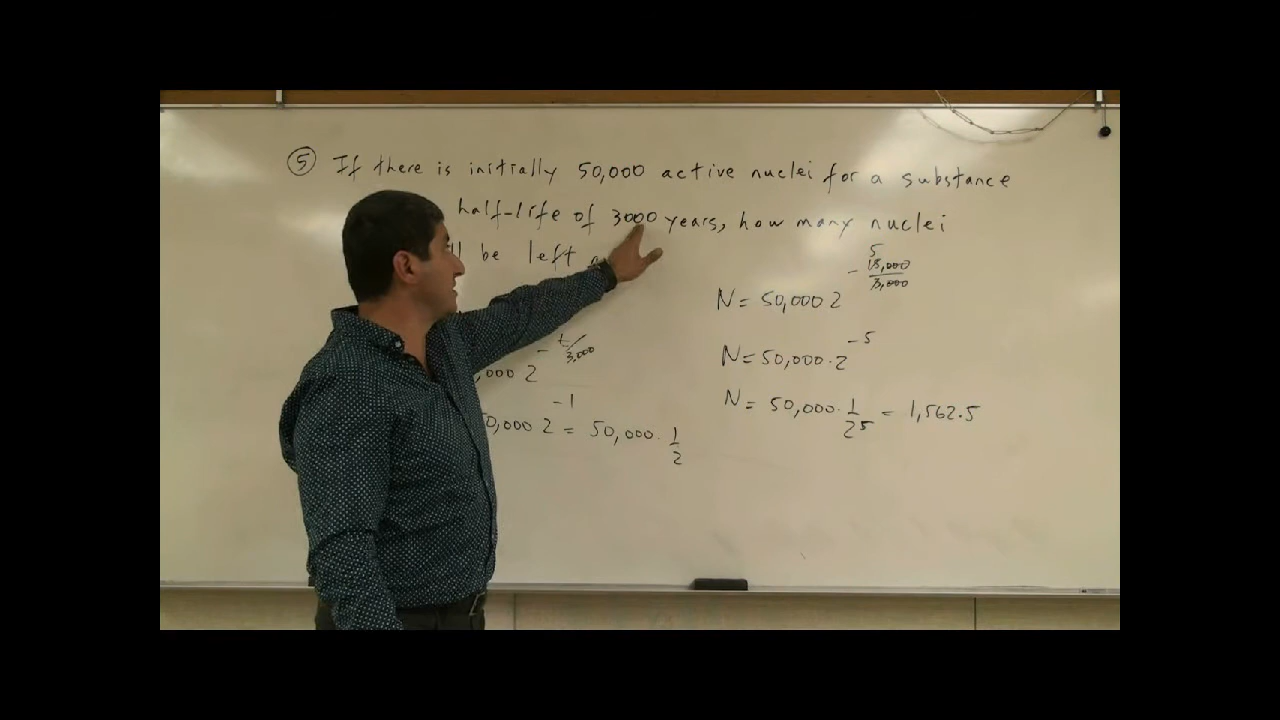 ⑤ If there is initially 50,000 active nuclei for a substance
half-life of 3000 years, how many nuclei
be left
,000 2^-t/3,000
50,000 2^-1 = 50,000 · 1/2
N = 50,000 2^-15,000/3,000 5
N = 50,000 · 2^-5
N = 50,000 · 1/2^5 = 1,562.5